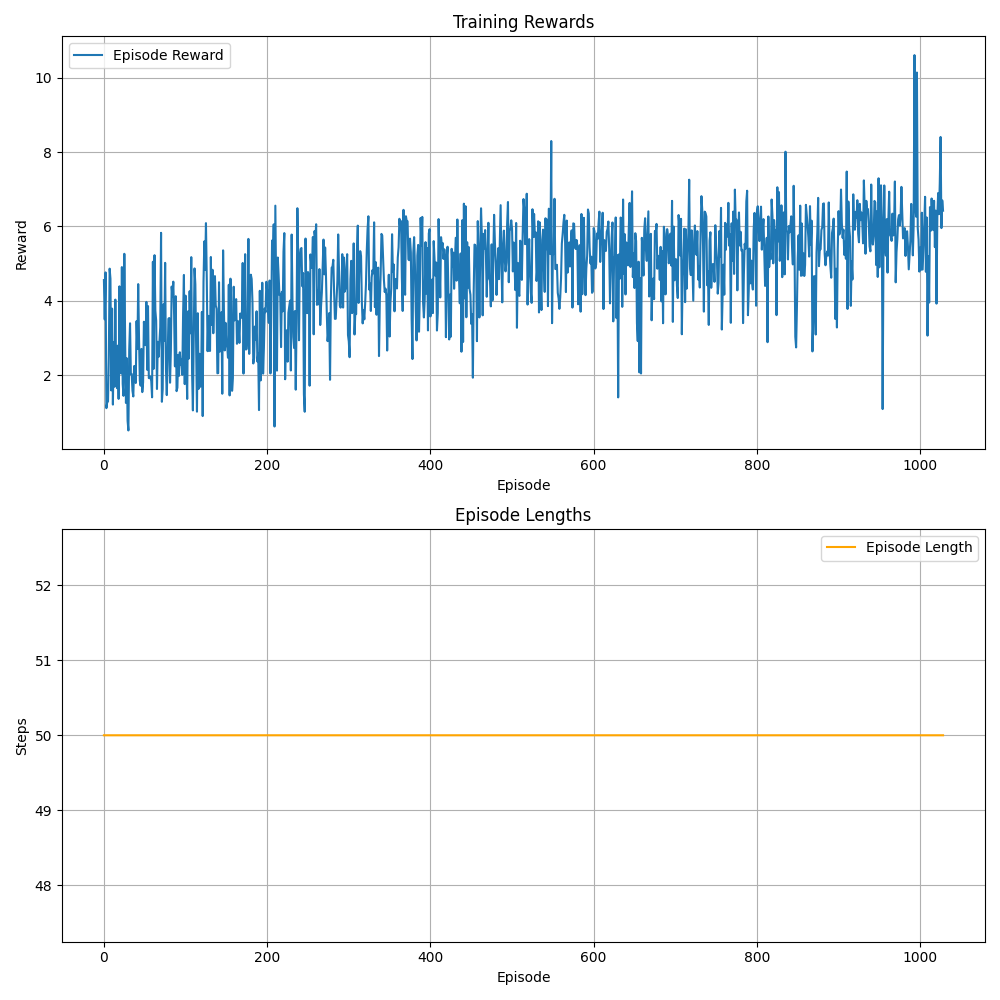 Training Rewards
Episode Reward
10
8
6
4
2
Reward
0 200 400 600 800 1000
Episode
Episode Lengths
Episode Length
52
51
50
49
48
Steps
0 200 400 600 800 1000
Episode